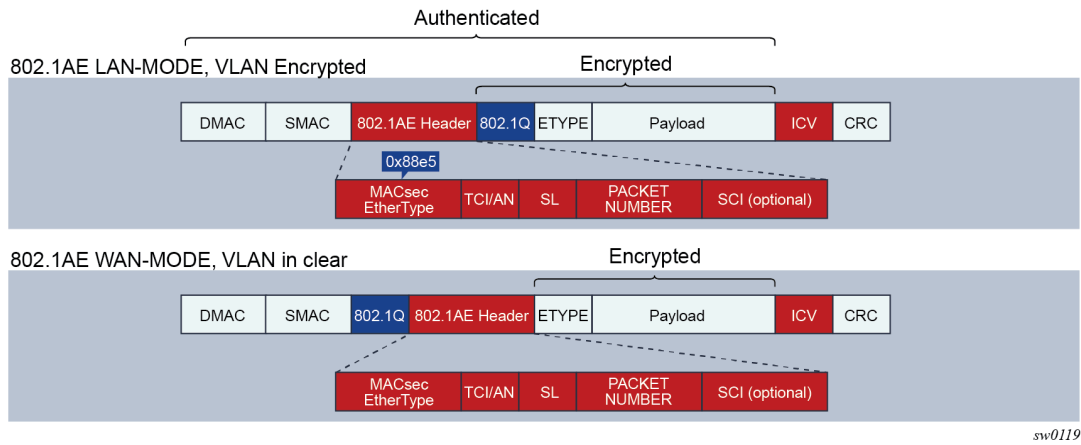 Authenticated
802.1AE LAN-MODE, VLAN Encrypted
Encrypted
DMAC SMAC 802.1AE Header 802.1Q ETYPE Payload ICV CRC
0x88e5
MACsec EtherType TCI/AN SL PACKET NUMBER SCI (optional)
802.1AE WAN-MODE, VLAN in clear
Encrypted
DMAC SMAC 802.1Q 802.1AE Header ETYPE Payload ICV CRC
MACsec EtherType TCI/AN SL PACKET NUMBER SCI (optional)
sw0119